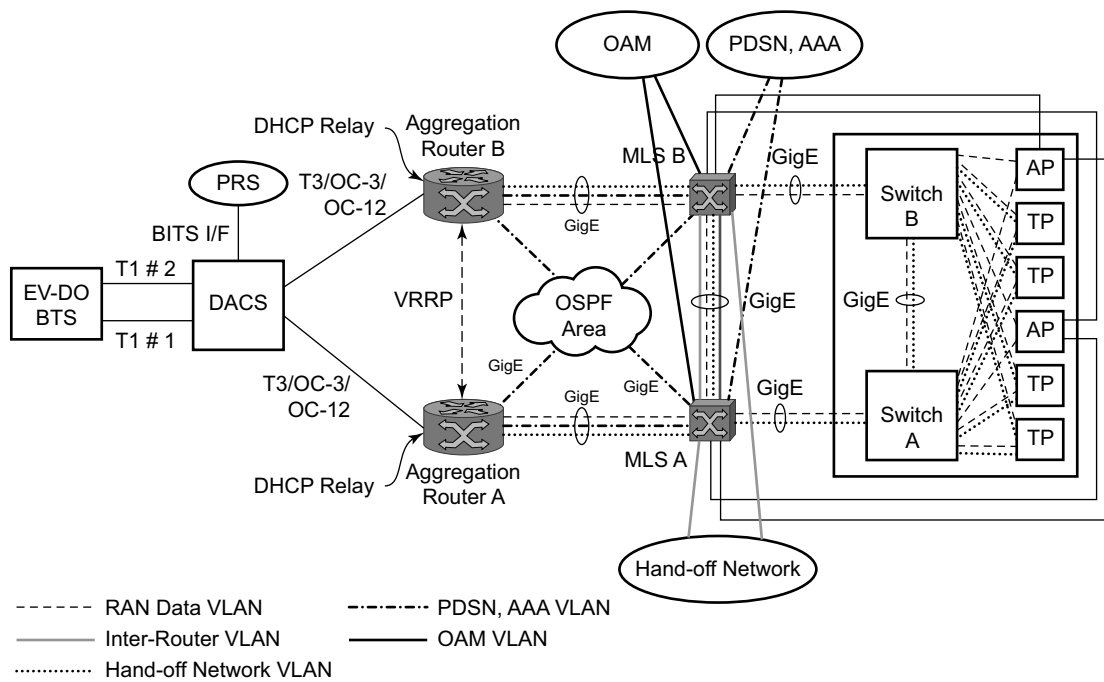 OAM
PDSN, AAA
DHCP Relay
Aggregation
Router B
MLS B
GigE
PRS
T3/OC-3/
OC-12
GigE
Switch
B
AP
TP
TP
AP
TP
TP
BITS I/F
T1 # 2
EV-DO
BTS
DACS
T1 # 1
VRRP
OSPF
Area
GigE
GigE
GigE
GigE
T3/OC-3/
OC-12
GigE
GigE
Switch
A
MLS A
DHCP Relay
Aggregation
Router A
Hand-off Network
RAN Data VLAN
Inter-Router VLAN
Hand-off Network VLAN
PDSN, AAA VLAN
OAM VLAN